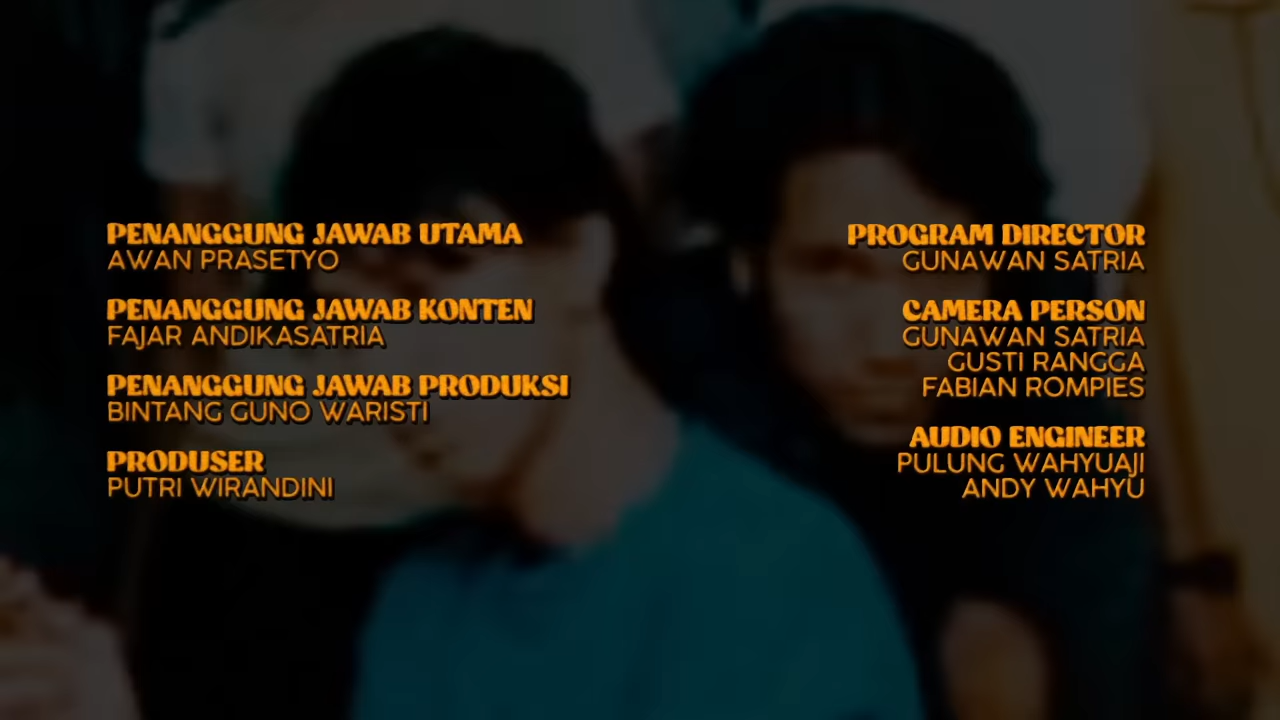 PENANGGUNG JAWAB UTAMA
AWAN PRASETYO
PENANGGUNG JAWAB KONTEN
FAJAR ANDIKASATRIA
PENANGGUNG JAWAB PRODUKSI
BINTANG GUNO WARISTI
PRODUSER
PUTRI WIRANDINI
PROGRAM DIRECTOR
GUNAWAN SATRIA
CAMERA PERSON
GUNAWAN SATRIA
GUSTI RANGGA
FABIAN ROMPIES
AUDIO ENGINEER
PULUNG WAHYUAJI
ANDY WAHYU